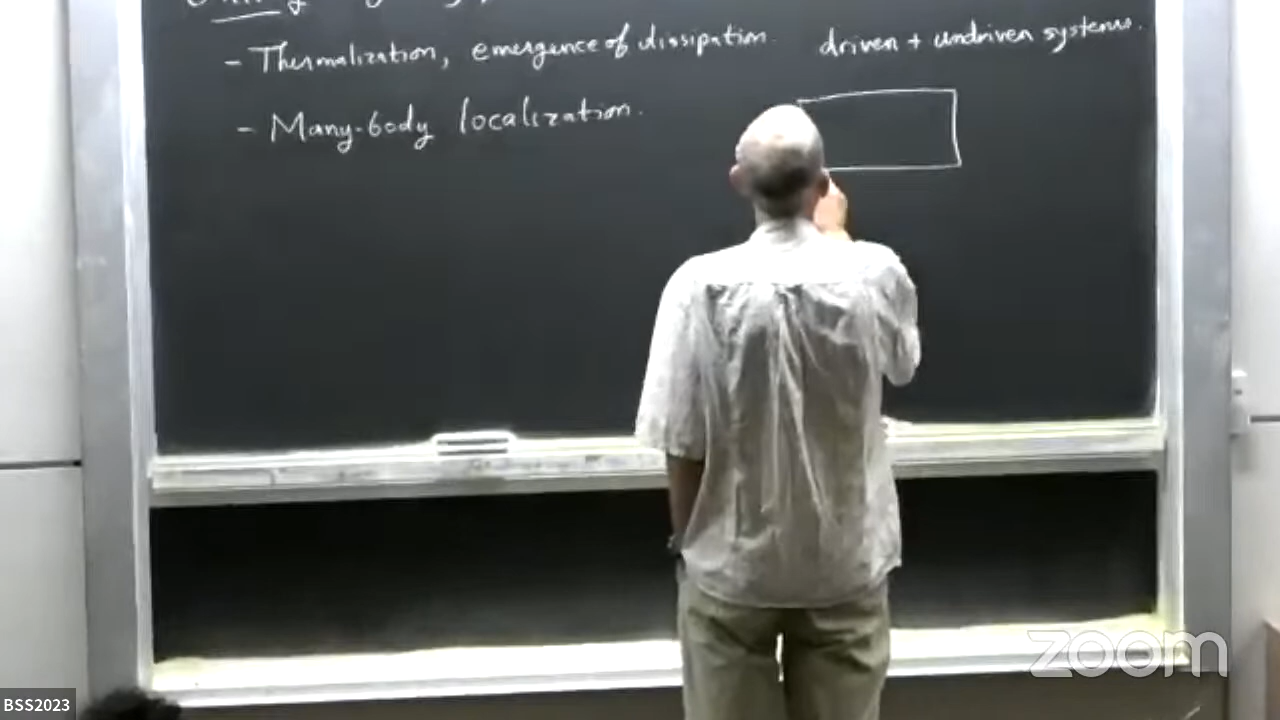 - Thermalization, emergence of dissipation. driven + undriven systems.
- Many-body localization.
zoom
BSS2023